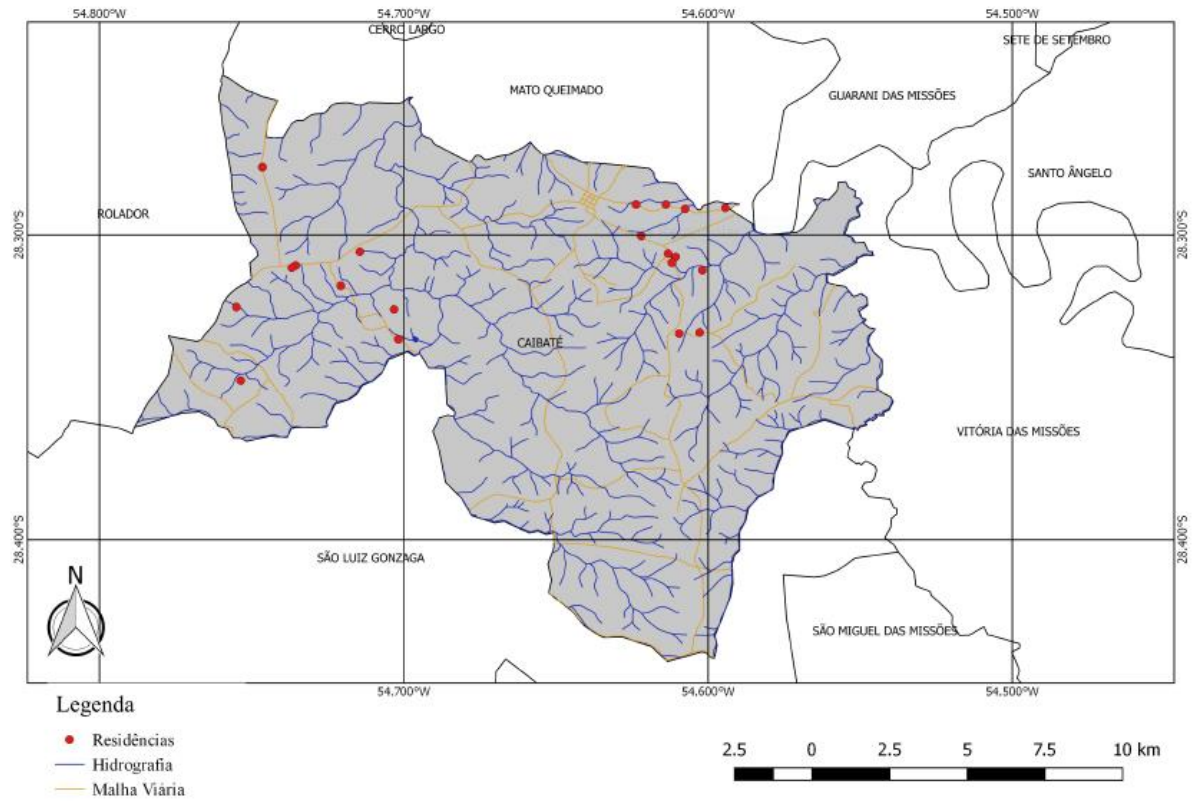 54.800°W 54.700°W 54.600°W 54.500°W
CERRO LARGO
SETE DE SETEMBRO
MATO QUEIMADO
GUARANI DAS MISSÕES
SANTO ÂNGELO
ROLADOR
28.300°S 28.300°S
CAIBATÉ
VITÓRIA DAS MISSÕES
28.400°S 28.400°S
SÃO LUIZ GONZAGA
N
SÃO MIGUEL DAS MISSÕES
54.700°W 54.600°W 54.500°W
Legenda
Residências
Hidrografia
Malha Viária
2.5 0 2.5 5 7.5 10 km